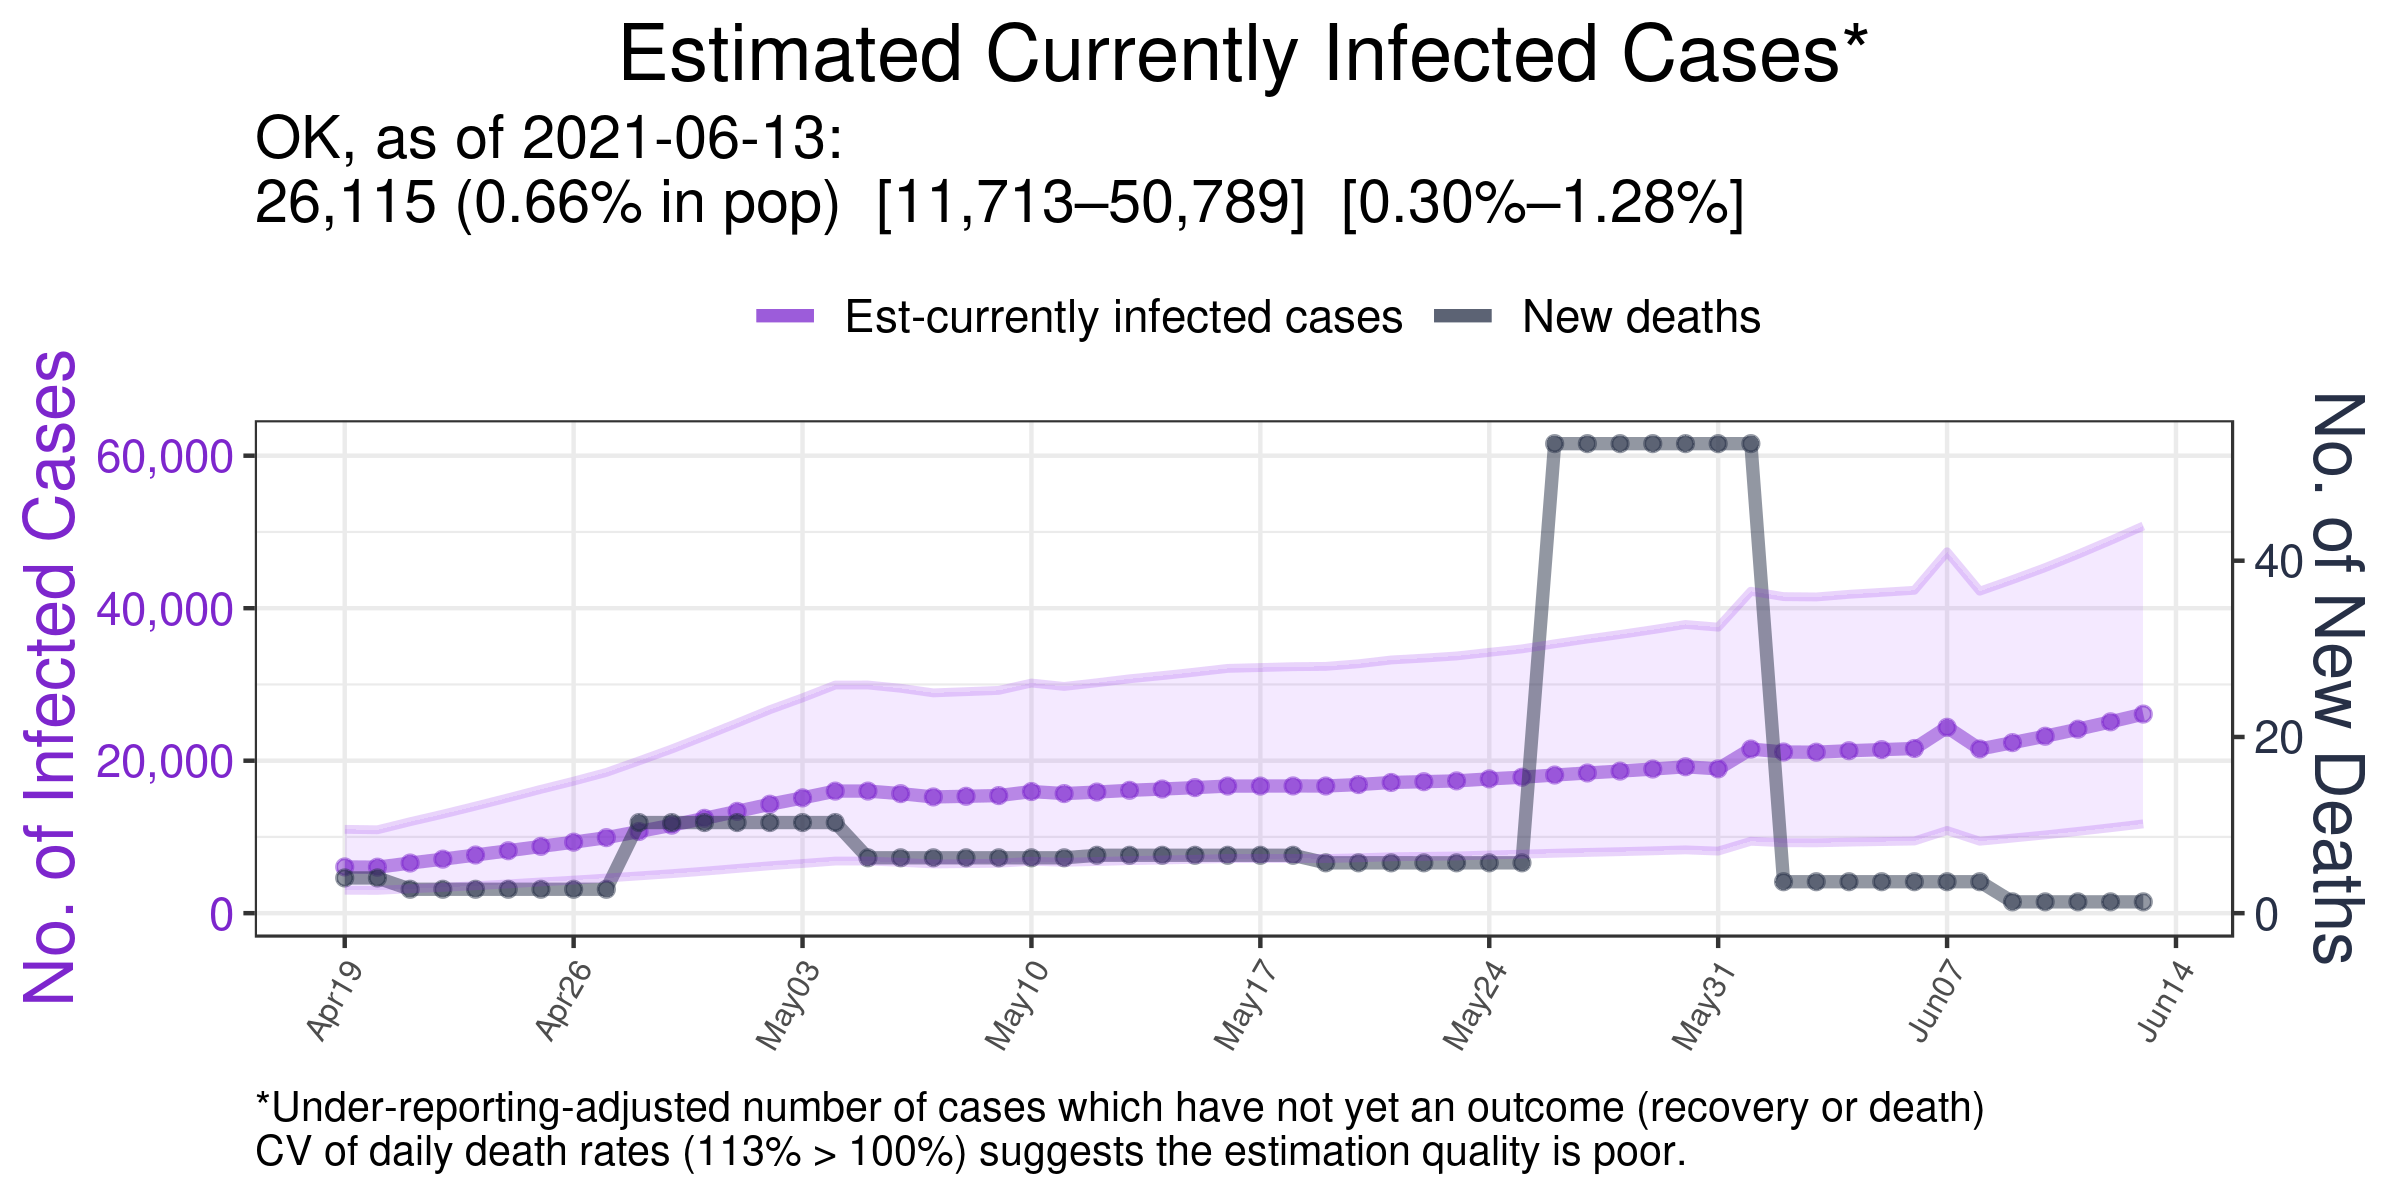 Estimated Currently Infected Cases*
OK, as of 2021-06-13:
26,115 (0.66% in pop)  [11,713–50,789]  [0.30%–1.28%]
Est-currently infected cases
New deaths
No. of Infected Cases
60,000
40,000
20,000
0
40
20
0
No. of New Deaths
Apr19
Apr26
May03
May10
May17
May24
May31
Jun07
Jun14
*Under-reporting-adjusted number of cases which have not yet an outcome (recovery or death)
CV of daily death rates (113% > 100%) suggests the estimation quality is poor.